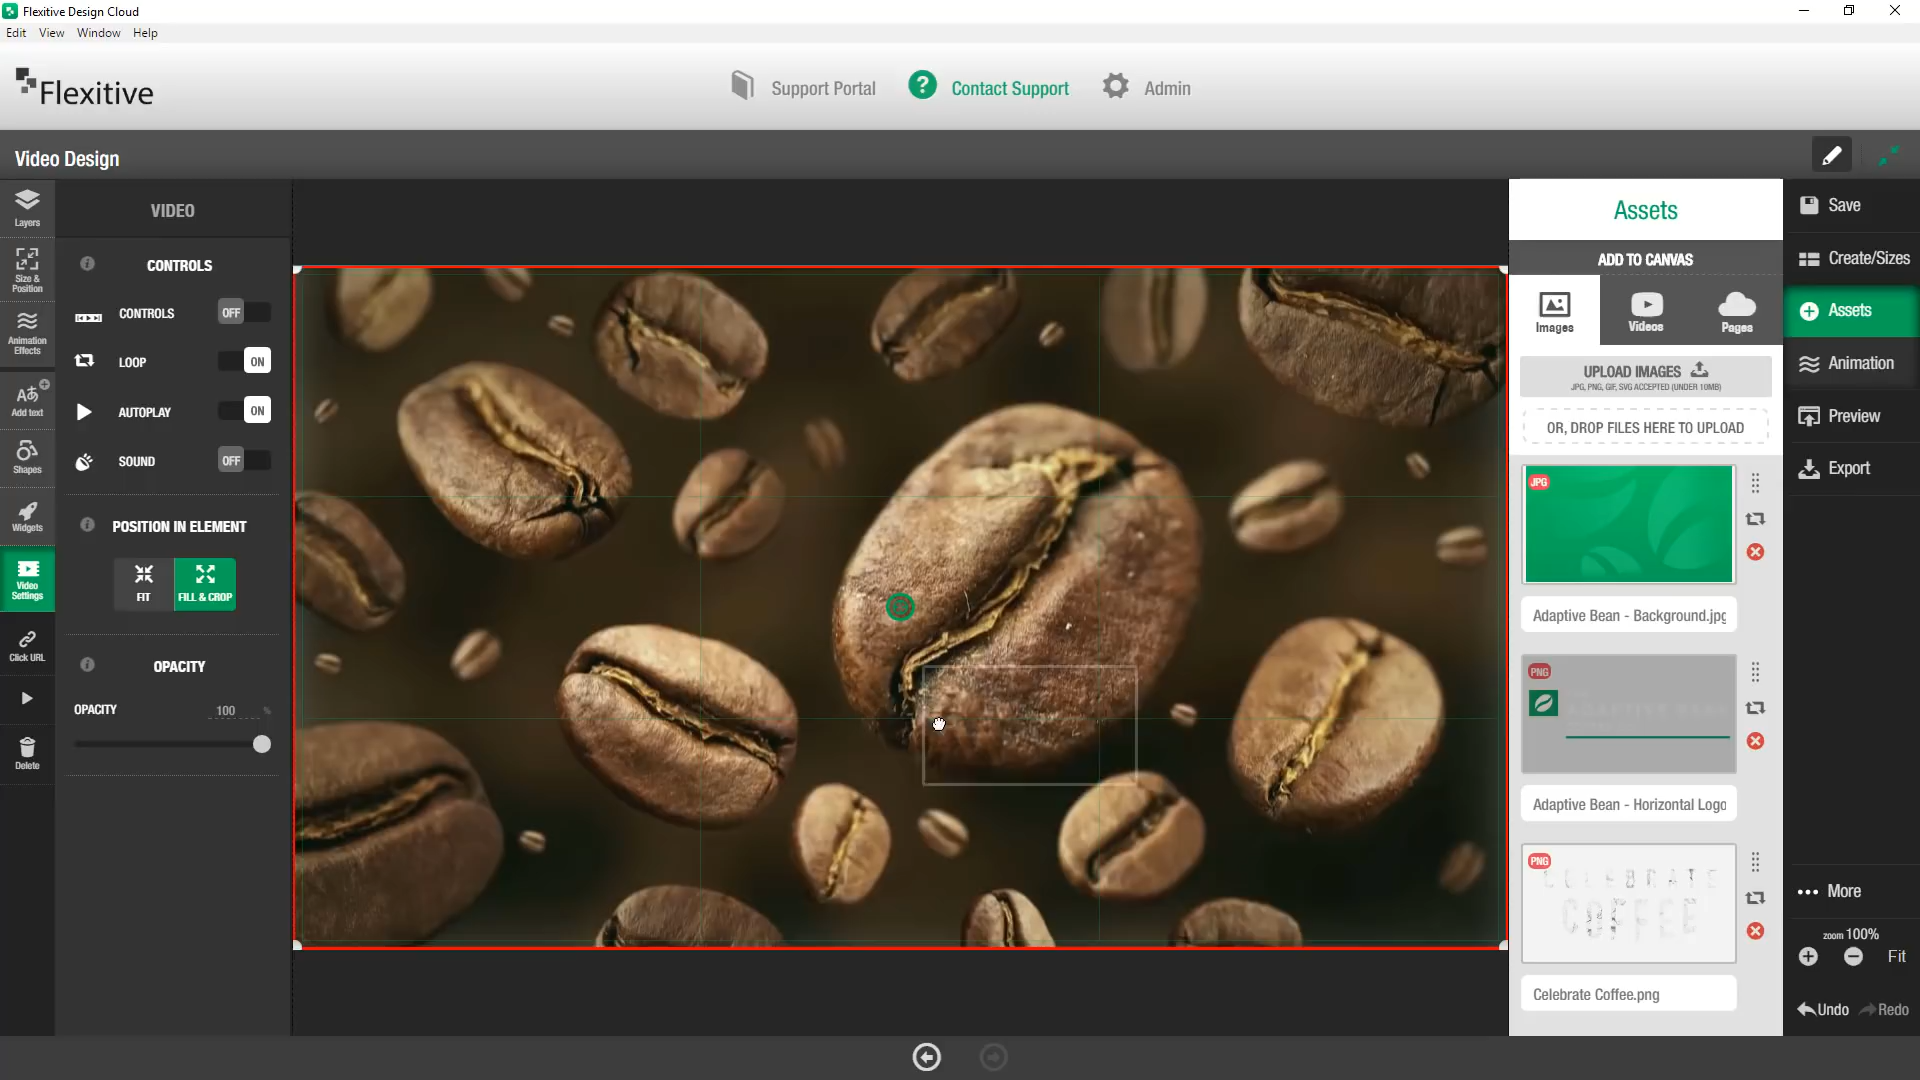 Flexitive Design Cloud
Edit View Window Help
Flexitive
Support Portal
? Contact Support
Admin
Video Design
Layers
Size & Position
Animation Effects
Add text
Shapes
Widgets
Video Settings
Click URL
Delete
VIDEO
CONTROLS
CONTROLS OFF
LOOP ON
AUTOPLAY ON
SOUND OFF
POSITION IN ELEMENT
FIT
FILL & CROP
OPACITY
OPACITY 100 %
Assets
ADD TO CANVAS
Images
Videos
Pages
UPLOAD IMAGES
JPG, PNG, GIF, SVG ACCEPTED (UNDER 10MB)
OR, DROP FILES HERE TO UPLOAD
JPG
Adaptive Bean - Background.jpg
PNG
Adaptive Bean - Horizontal Logo
PNG
CELEBRATE
COFFEE
Celebrate Coffee.png
Save
Create/Sizes
Assets
Animation
Preview
Export
More
zoom 100%
Fit
Undo Redo